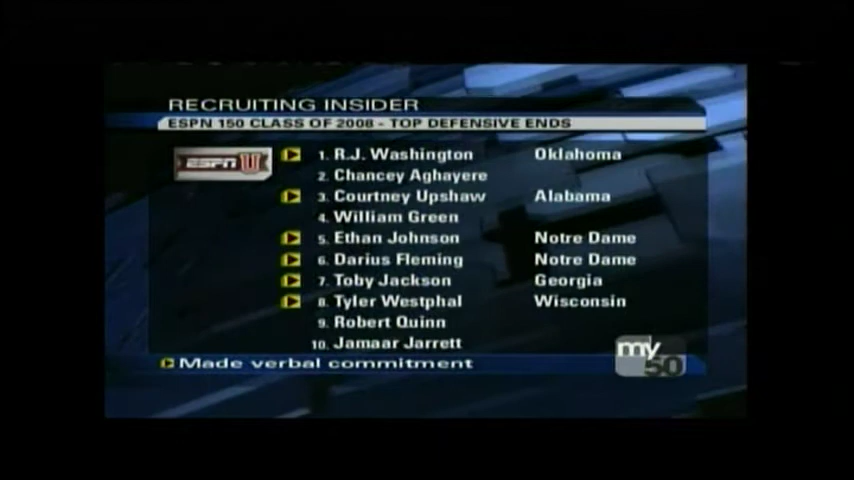 RECRUITING INSIDER
ESPN 150 CLASS OF 2008 - TOP DEFENSIVE ENDS
ESPN U
1. R.J. Washington Oklahoma
2. Chancey Aghayere
3. Courtney Upshaw Alabama
4. William Green
5. Ethan Johnson Notre Dame
6. Darius Fleming Notre Dame
7. Toby Jackson Georgia
8. Tyler Westphal Wisconsin
9. Robert Quinn
10. Jamaar Jarrett
Made verbal commitment
my
50